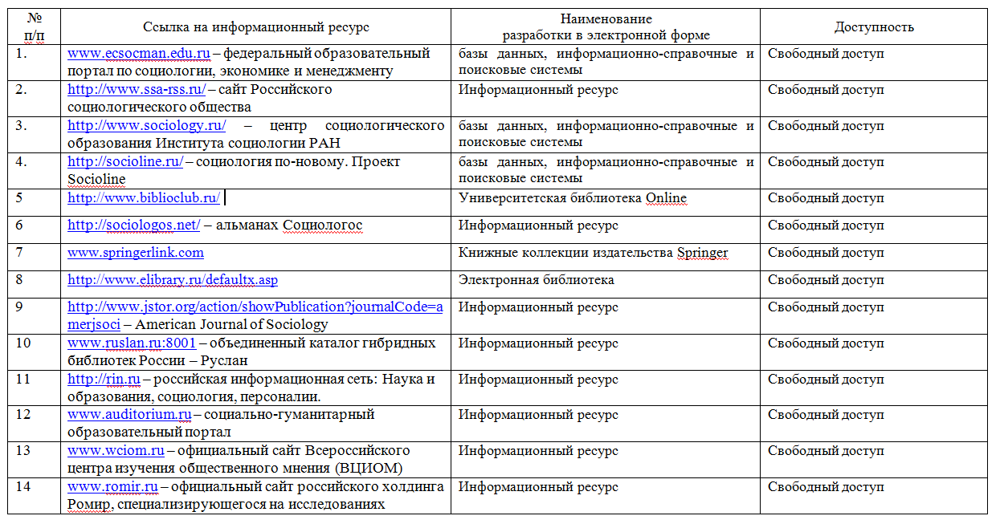 №
п/п
Ссылка на информационный ресурс
Наименование
разработки в электронной форме
Доступность
1.
www.ecsocman.edu.ru – федеральный образовательный
портал по социологии, экономике и менеджменту
базы данных, информационно-справочные и
поисковые системы
Свободный доступ
2.
http://www.ssa-rss.ru/ – сайт Российского
социологического общества
Информационный ресурс
Свободный доступ
3.
http://www.sociology.ru/ – центр социологического
образования Института социологии РАН
базы данных, информационно-справочные и
поисковые системы
Свободный доступ
4.
http://socioline.ru/ – социология по-новому. Проект
Socioline
базы данных, информационно-справочные и
поисковые системы
Свободный доступ
5
http://www.biblioclub.ru/
Университетская библиотека Online
Свободный доступ
6
http://sociologos.net/ – альманах Социологос
Информационный ресурс
Свободный доступ
7
www.springerlink.com
Книжные коллекции издательства Springer
Свободный доступ
8
http://www.elibrary.ru/defaultx.asp
Электронная библиотека
Свободный доступ
9
http://www.jstor.org/action/showPublication?journalCode=a
merjsoci – American Journal of Sociology
Информационный ресурс
Свободный доступ
10
www.ruslan.ru:8001 – объединенный каталог гибридных
библиотек России – Руслан
Информационный ресурс
Свободный доступ
11
http://rin.ru – российская информационная сеть: Наука и
образования, социология, персоналии.
Информационный ресурс
Свободный доступ
12
www.auditorium.ru – социально-гуманитарный
образовательный портал
Информационный ресурс
Свободный доступ
13
www.wciom.ru – официальный сайт Всероссийского
центра изучения общественного мнения (ВЦИОМ)
Информационный ресурс
Свободный доступ
14
www.romir.ru – официальный сайт российского холдинга
Ромир, специализирующегося на исследованиях
Информационный ресурс
Свободный доступ